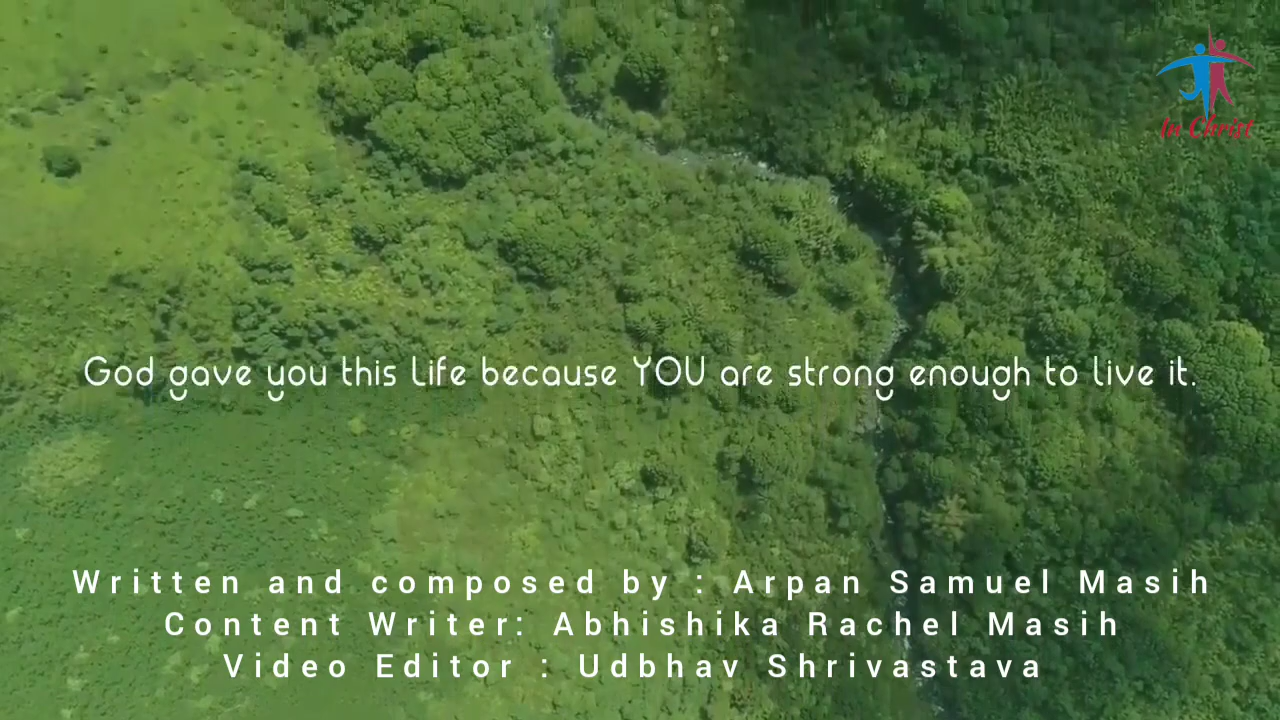 In Christ
God gave you this life because YOU are strong enough to live it.
Written and composed by : Arpan Samuel Masih
Content Writer: Abhishika Rachel Masih
Video Editor : Udbhav Shrivastava